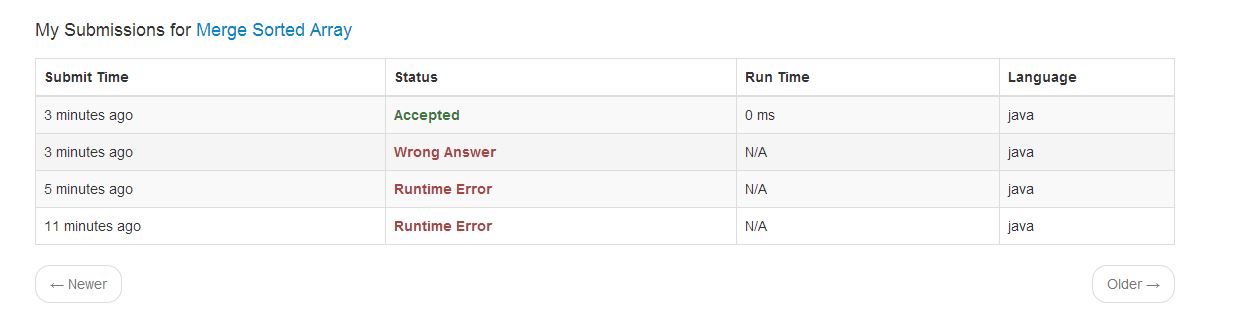 My Submissions for Merge Sorted Array
Submit Time Status Run Time Language
3 minutes ago Accepted 0 ms java
3 minutes ago Wrong Answer N/A java
5 minutes ago Runtime Error N/A java
11 minutes ago Runtime Error N/A java
← Newer Older →